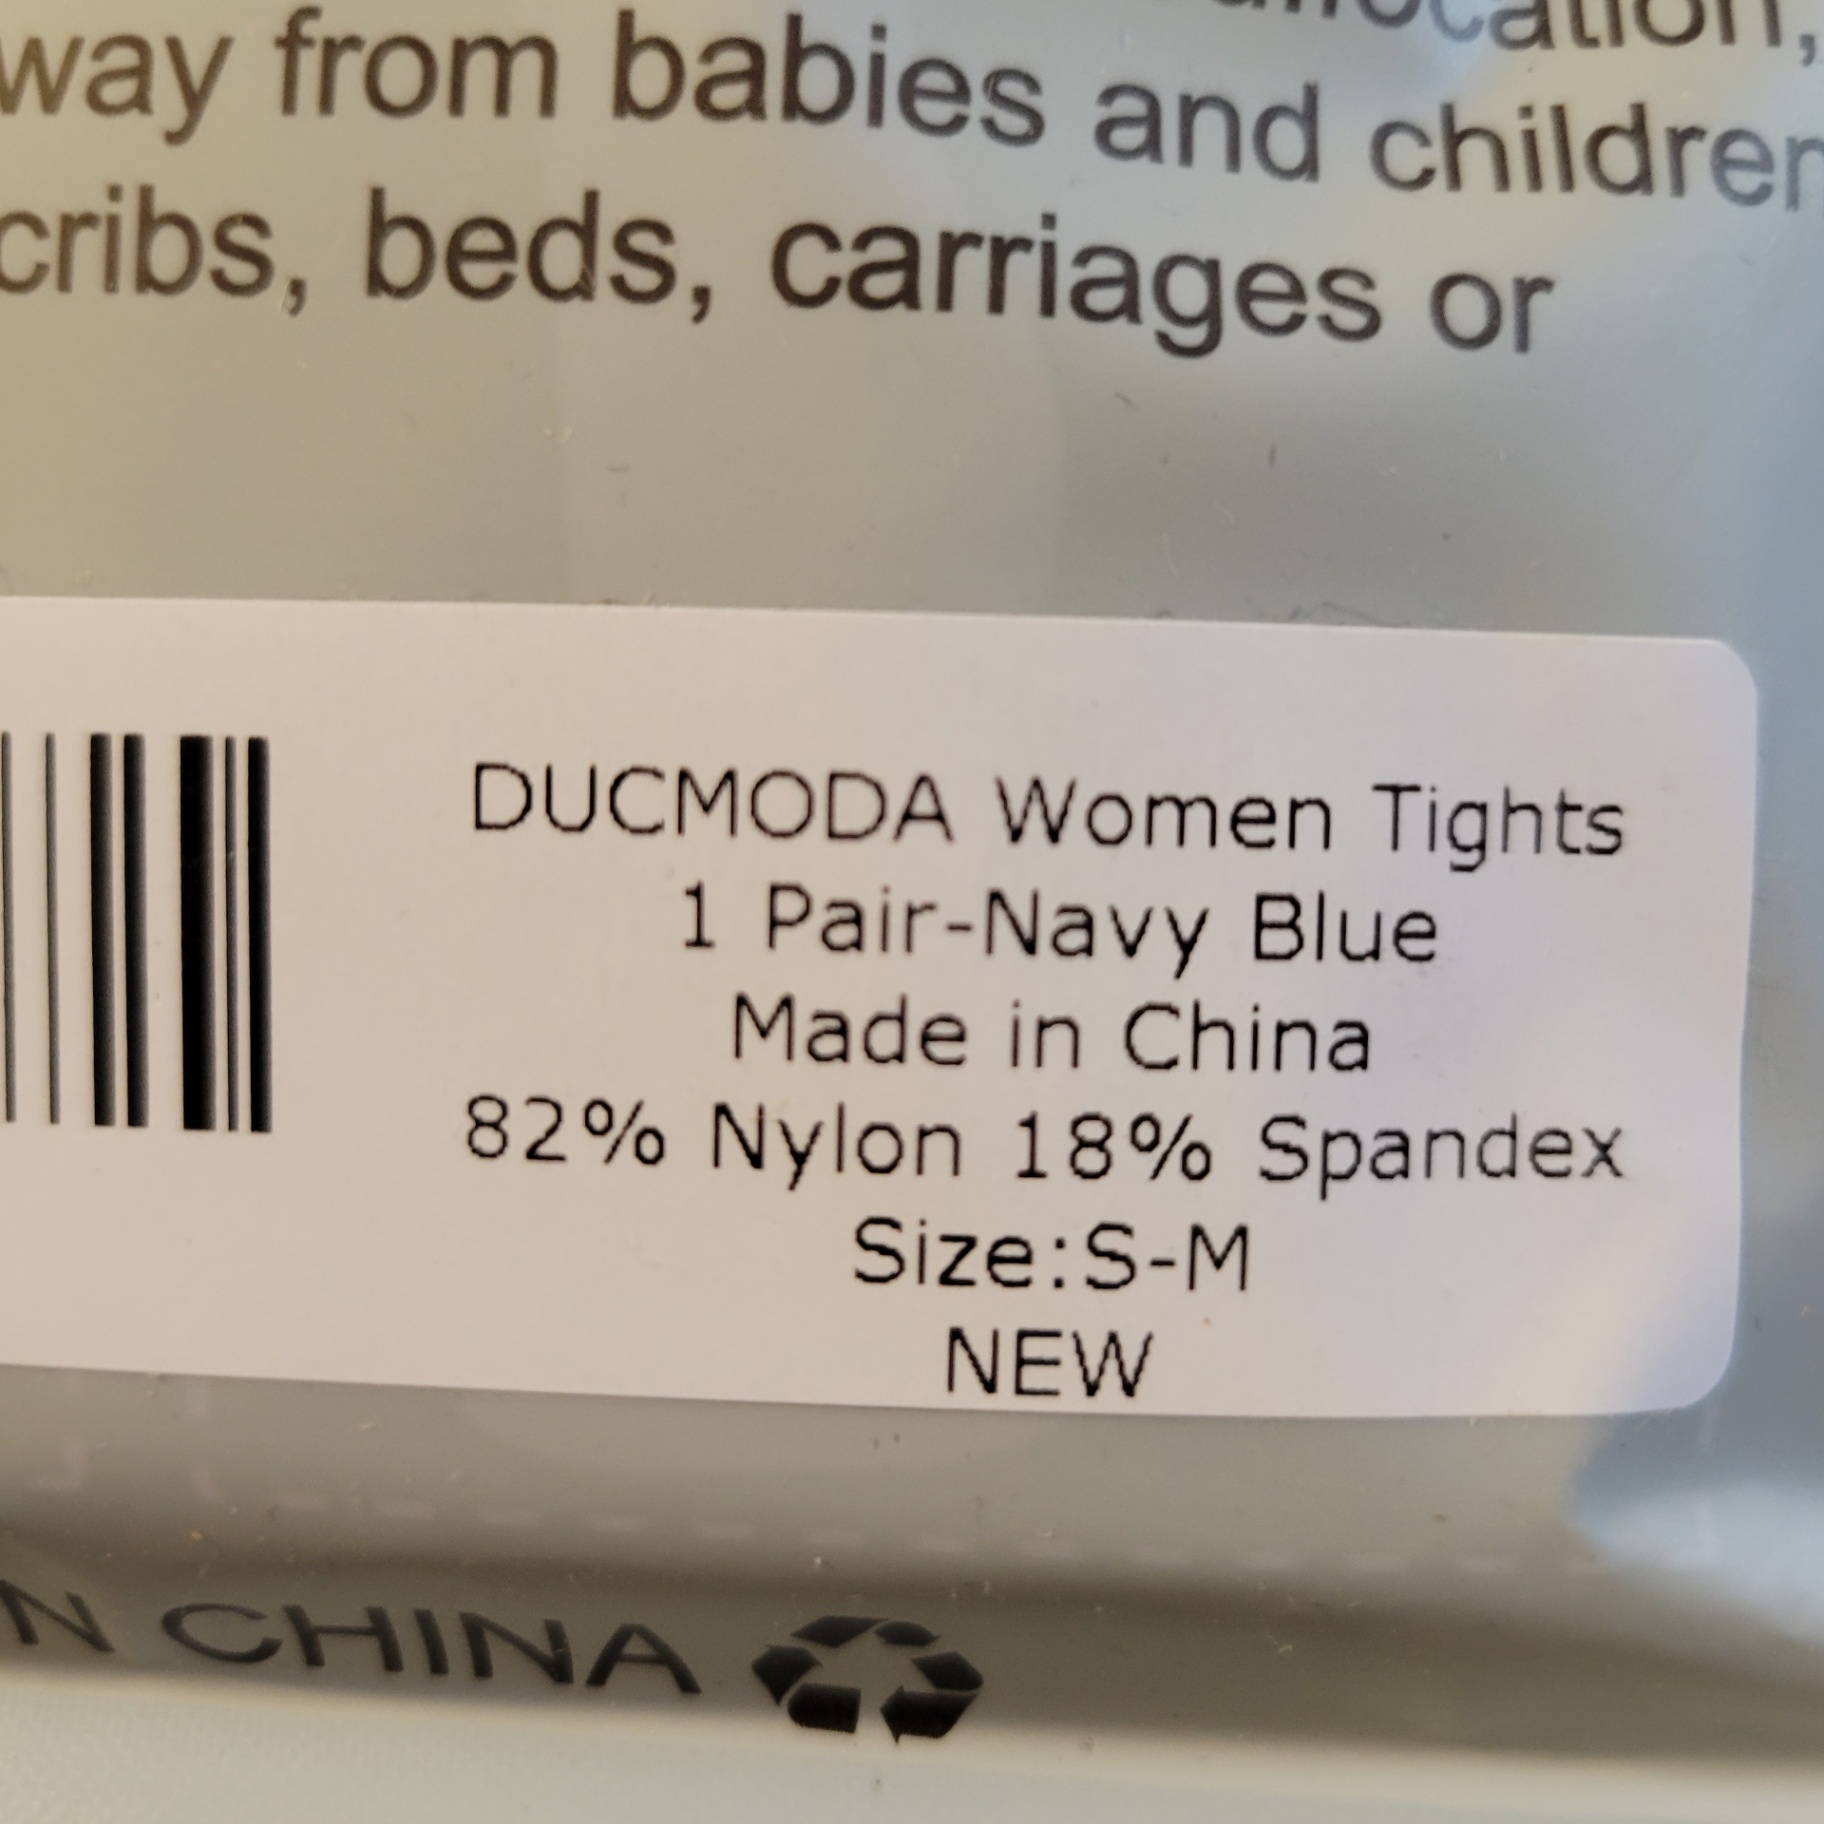 way from babies and children
cribs, beds, carriages or
DUCMODA Women Tights
1 Pair-Navy Blue
Made in China
82% Nylon 18% Spandex
Size:S-M
NEW
N CHINA